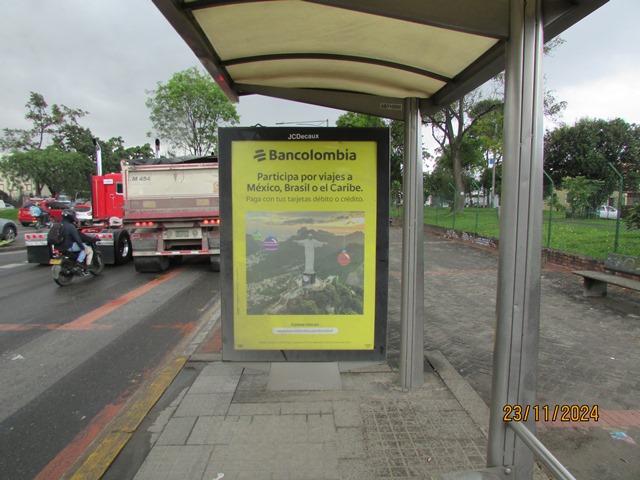 JCDecaux
Bancolombia
Participa por viajes a
México, Brasil o el Caribe.
Paga con tus tarjetas débito o crédito.
M 454
23/11/2024